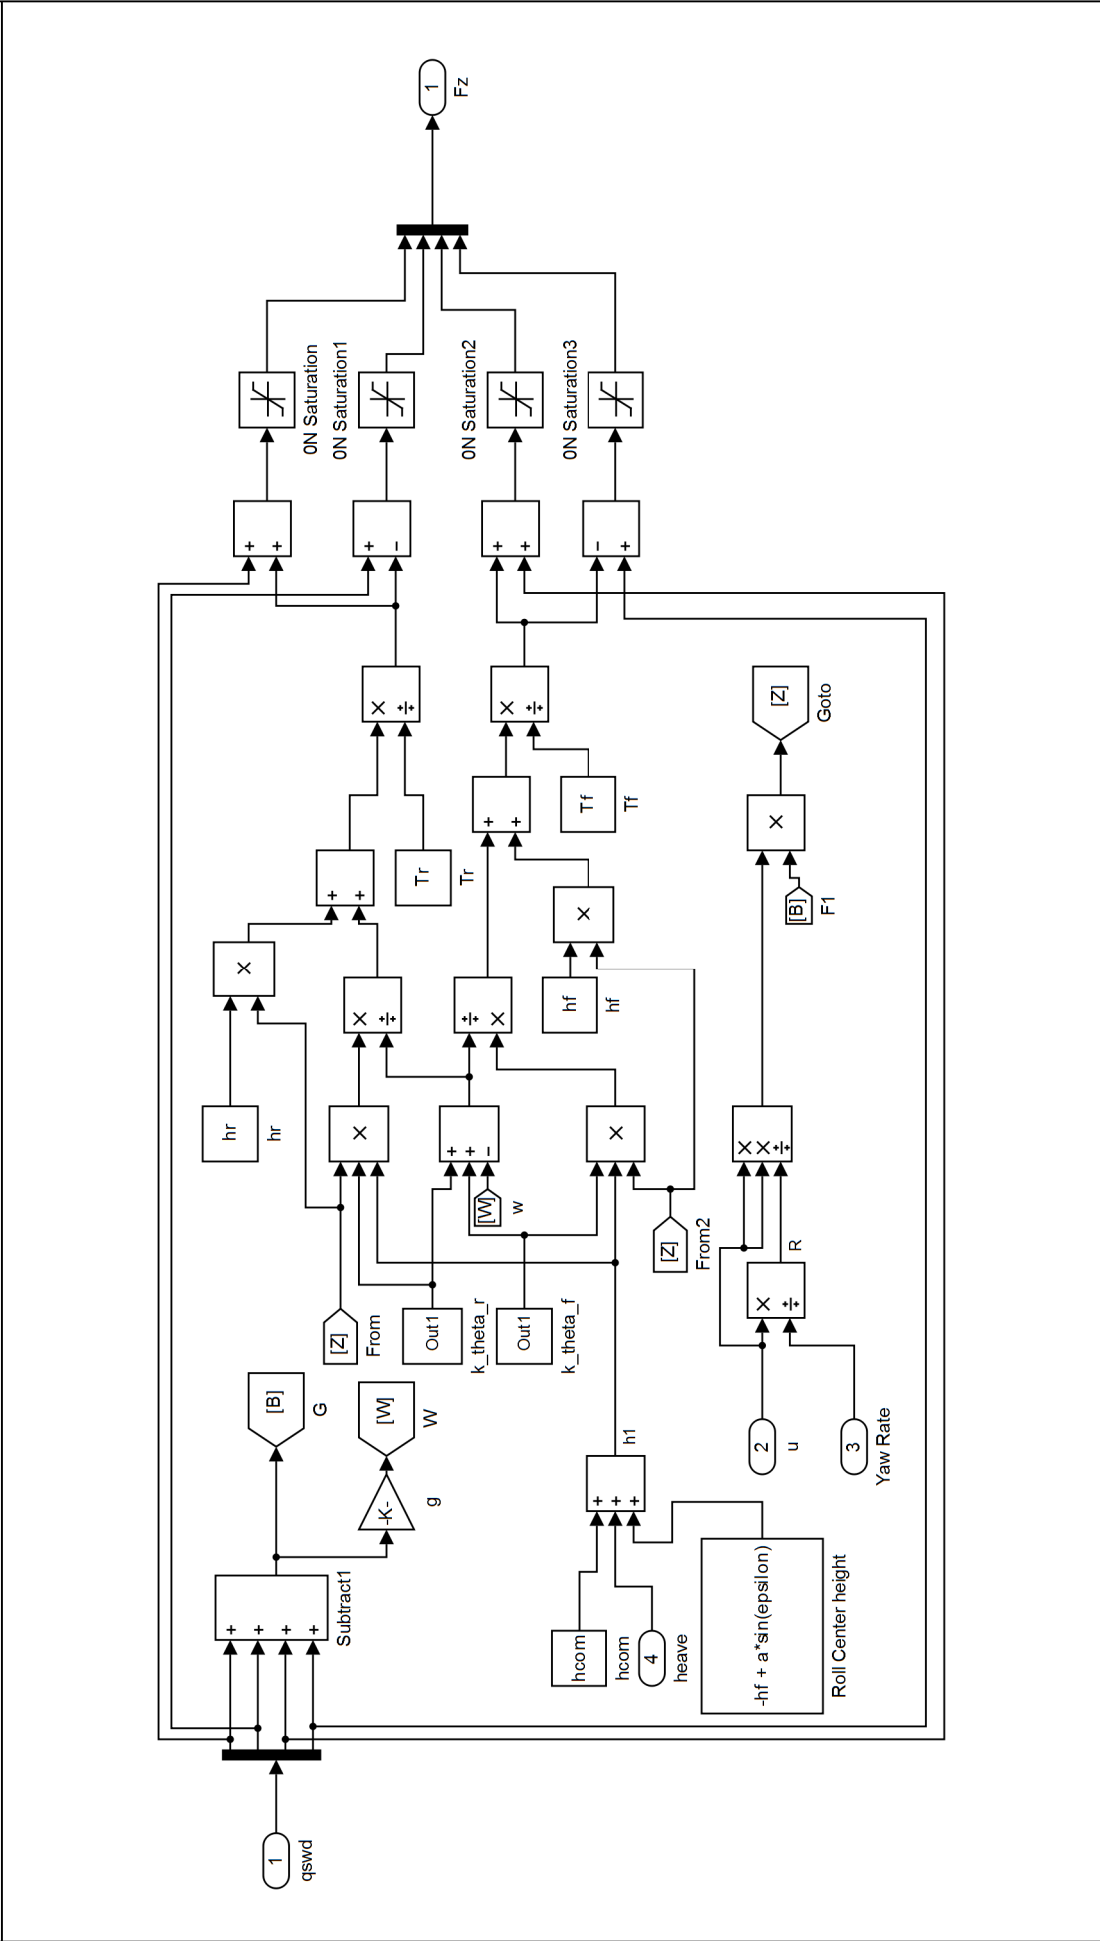 1
qswd
+
+
+
+
Subtract1
[B]
G
-K-
g
[W]
W
hcom
hcom
4
heave
-hf + a*sin(epsilon)
Roll Center height
+
+
+
h1
2
u
3
Yaw Rate
×
÷
R
×
×
÷
[B]
F1
×
[Z]
Goto
[Z]
From
Out1
k_theta_r
Out1
k_theta_f
[Z]
From2
[W]
w
hr
hr
×
+
+
−
×
×
×
÷
÷
×
hf
hf
×
+
+
Tr
Tr
+
+
Tf
Tf
×
÷
×
÷
+
+
+
−
+
+
−
+
0N Saturation
0N Saturation1
0N Saturation2
0N Saturation3
1
Fz